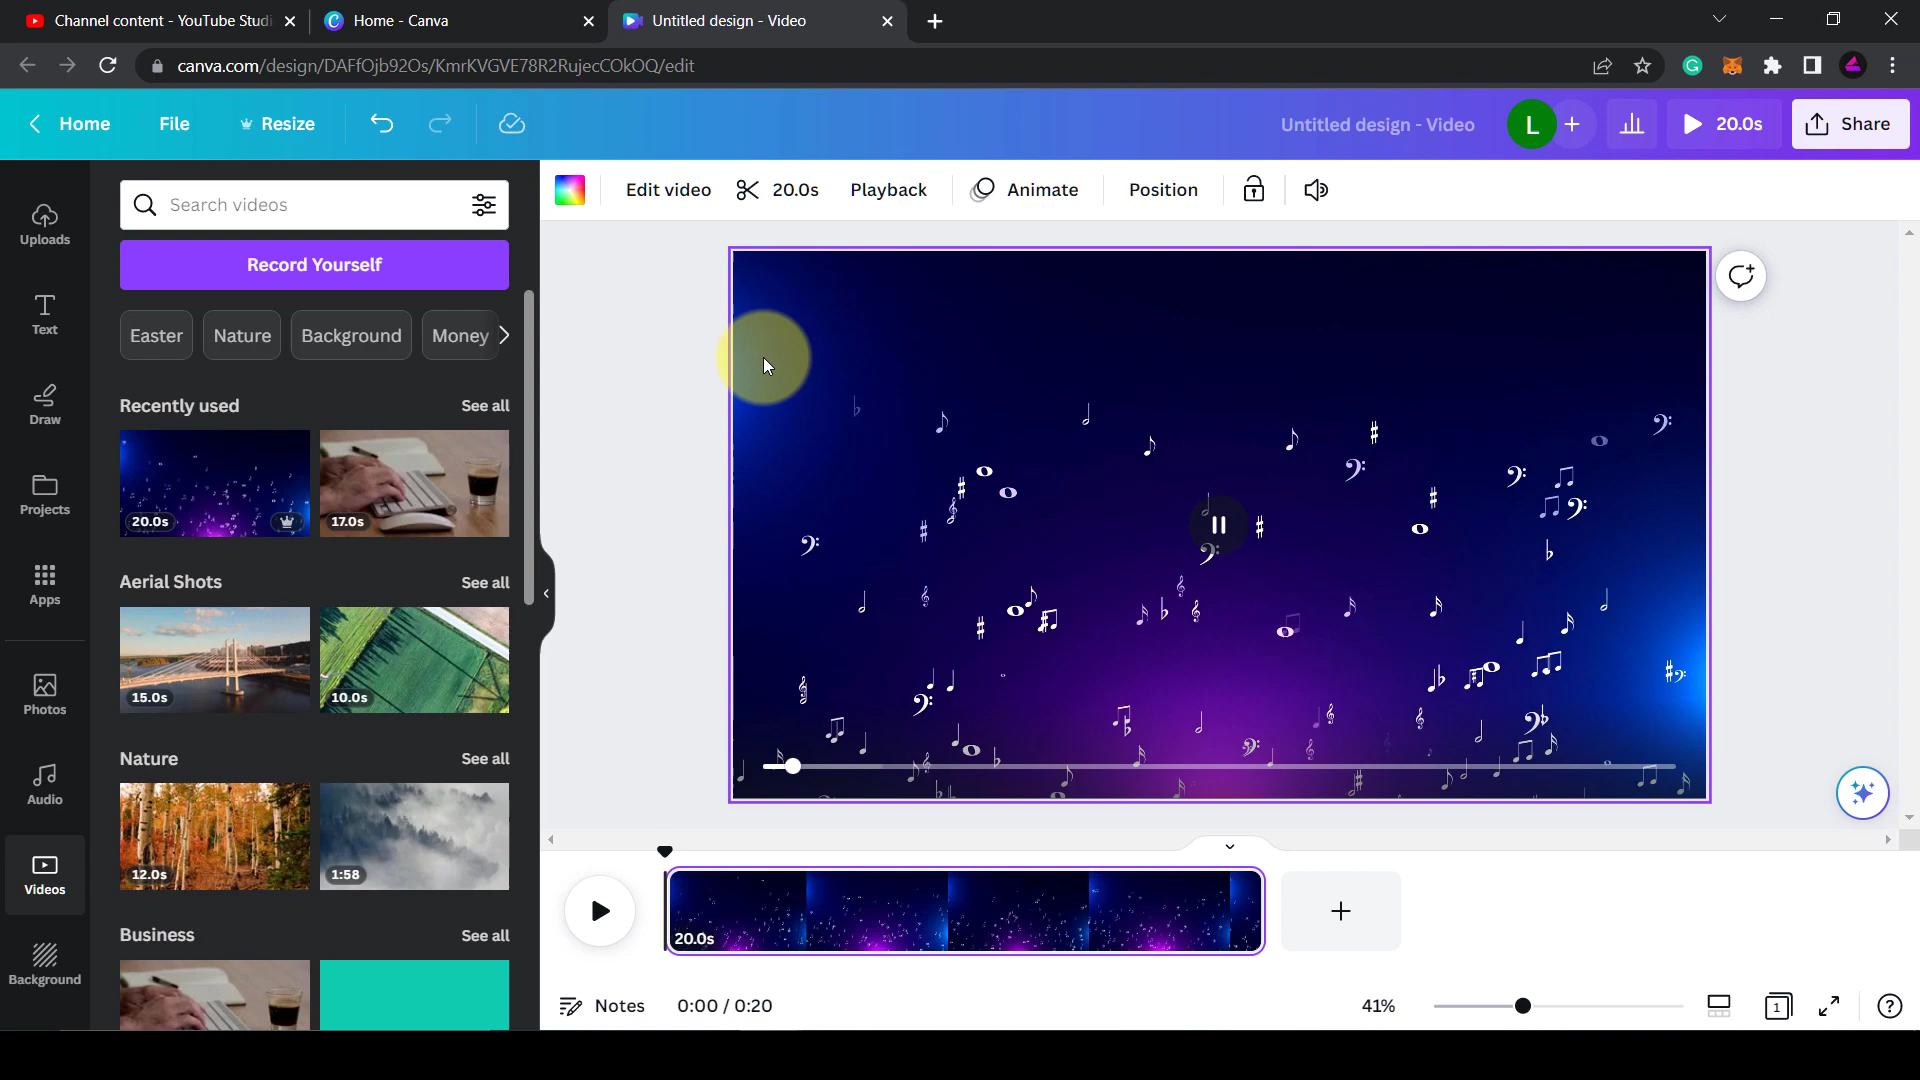 Channel content - YouTube Studi
Home - Canva
Untitled design - Video
canva.com/design/DAFfOjb92Os/KmrKVGVE78R2RujecCOkOQ/edit
Home
File
Resize
Untitled design - Video
L
20.0s
Share
Uploads
Text
Draw
Projects
Apps
Photos
Audio
Videos
Background
Search videos
Record Yourself
Easter
Nature
Background
Money
Recently used
See all
20.0s
17.0s
Aerial Shots
See all
15.0s
10.0s
Nature
See all
12.0s
1:58
Business
See all
Edit video
20.0s
Playback
Animate
Position
20.0s
Notes
0:00 / 0:20
41%
1